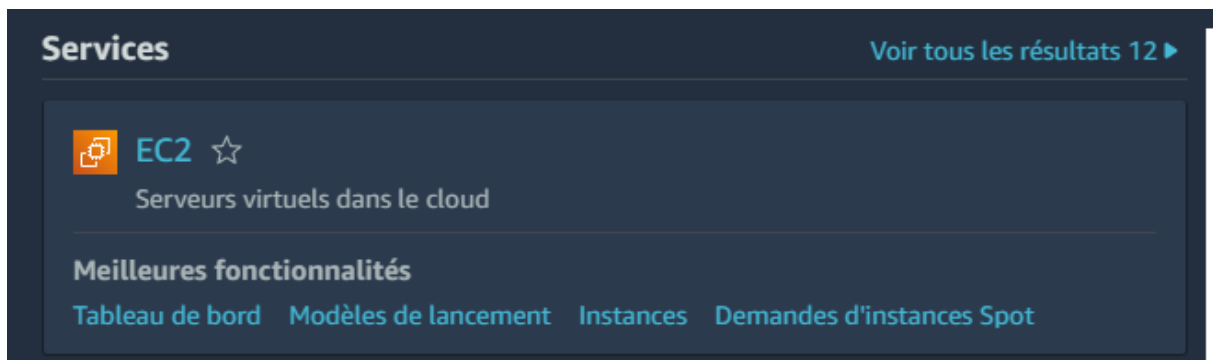 Services
Voir tous les résultats 12
EC2
Serveurs virtuels dans le cloud
Meilleures fonctionnalités
Tableau de bord Modèles de lancement Instances Demandes d'instances Spot